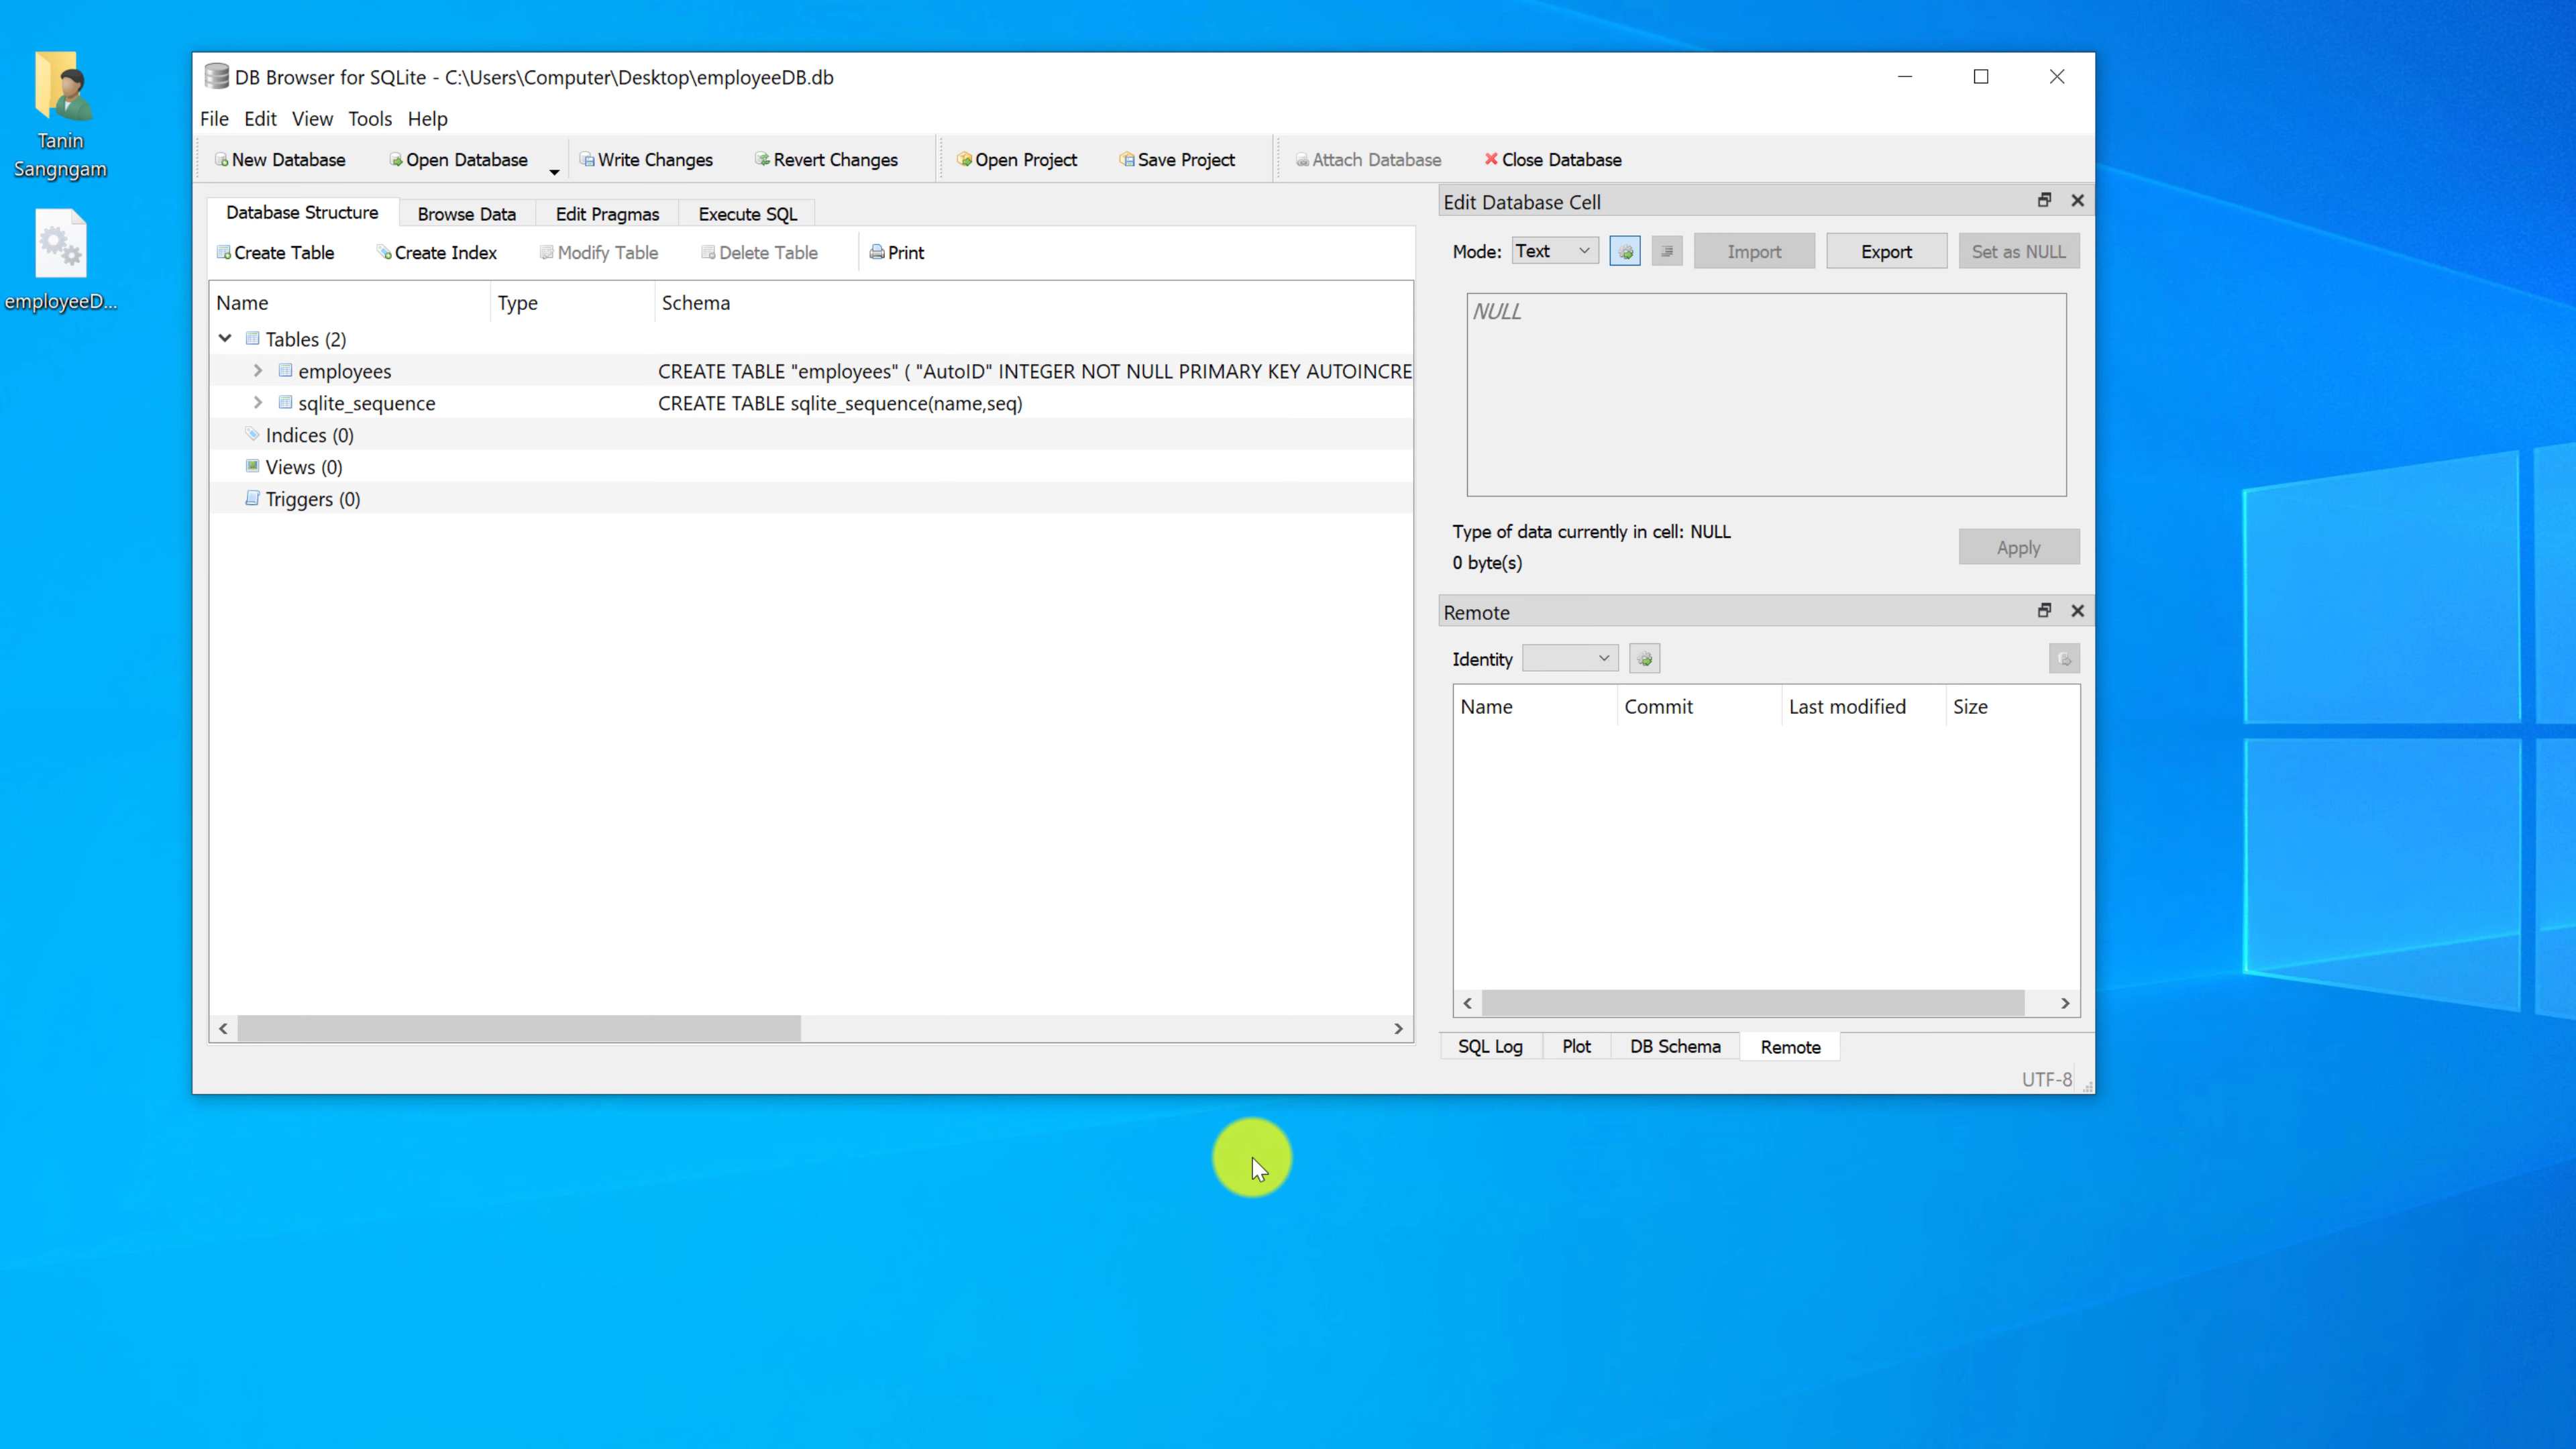 Tanin
Sangngam
employeeD...
DB Browser for SQLite - C:\Users\Computer\Desktop\employeeDB.db
File Edit View Tools Help
New Database Open Database Write Changes Revert Changes Open Project Save Project Attach Database Close Database
Database Structure Browse Data Edit Pragmas Execute SQL
Create Table Create Index Modify Table Delete Table Print
Name Type Schema
Tables (2)
employees CREATE TABLE "employees" ( "AutoID" INTEGER NOT NULL PRIMARY KEY AUTOINCRE
sqlite_sequence CREATE TABLE sqlite_sequence(name,seq)
Indices (0)
Views (0)
Triggers (0)
Edit Database Cell
Mode: Text Import Export Set as NULL
NULL
Type of data currently in cell: NULL
0 byte(s)
Apply
Remote
Identity
Name Commit Last modified Size
SQL Log Plot DB Schema Remote
UTF-8